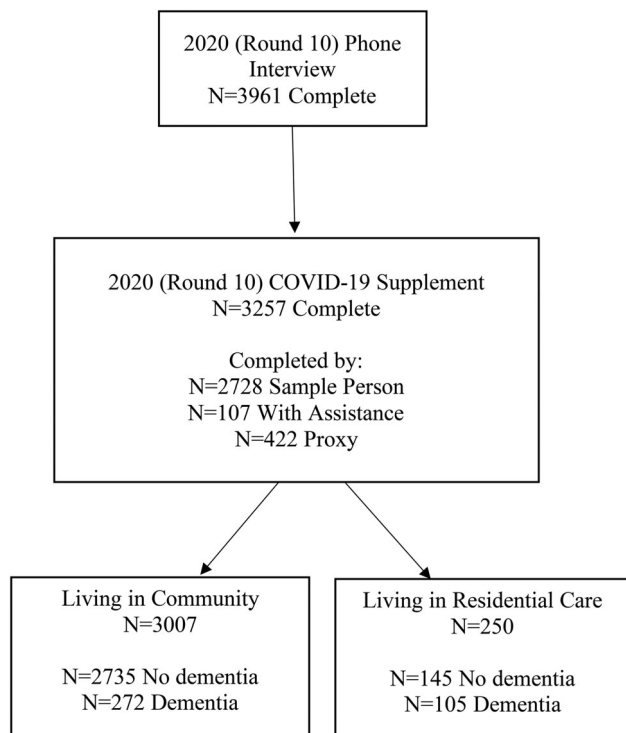 2020 (Round 10) Phone
Interview
N=3961 Complete
2020 (Round 10) COVID-19 Supplement
N=3257 Complete
Completed by:
N=2728 Sample Person
N=107 With Assistance
N=422 Proxy
Living in Community
N=3007
N=2735 No dementia
N=272 Dementia
Living in Residential Care
N=250
N=145 No dementia
N=105 Dementia